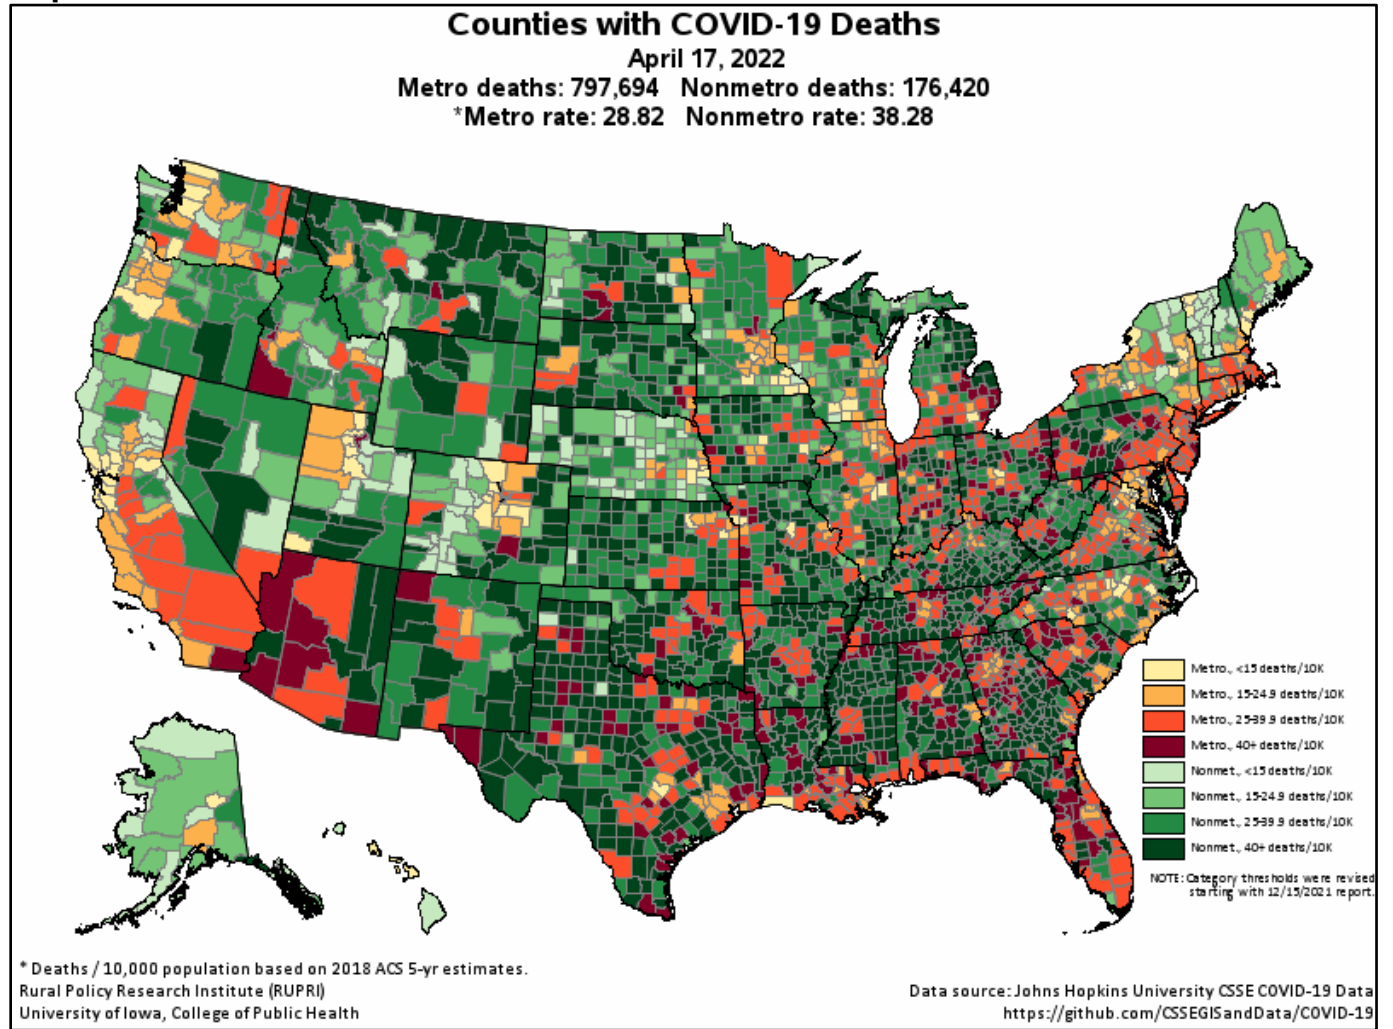 Counties with COVID-19 Deaths
April 17, 2022
Metro deaths: 797,694   Nonmetro deaths: 176,420
*Metro rate: 28.82   Nonmetro rate: 38.28
Metro., <15 deaths/10K
Metro., 15-24.9 deaths/10K
Metro., 25-39.9 deaths/10K
Metro., 40+ deaths/10K
Nonmet., <15 deaths/10K
Nonmet., 15-24.9 deaths/10K
Nonmet., 25-39.9 deaths/10K
Nonmet., 40+ deaths/10K
NOTE: Category thresholds were revised
starting with 12/15/2021 report.
* Deaths / 10,000 population based on 2018 ACS 5-yr estimates.
Rural Policy Research Institute (RUPRI)
University of Iowa, College of Public Health
Data source: Johns Hopkins University CSSE COVID-19 Data
https://github.com/CSSEGISandData/COVID-19